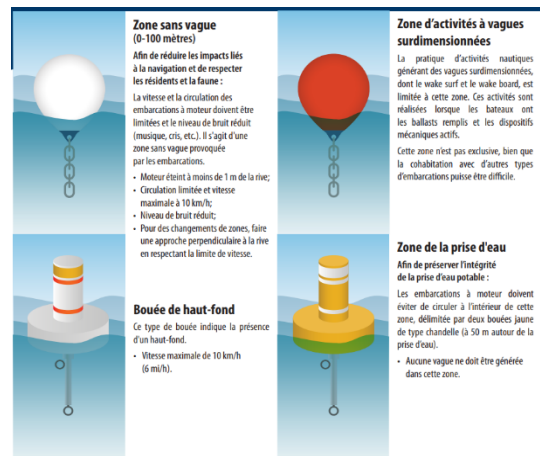 Zone sans vague
(0-100 mètres)
Afin de réduire les impacts liés
à la navigation et de respecter
les résidents et la faune :
La vitesse et la circulation des
embarcations à moteur doivent être
limitées et le niveau de bruit réduit
(musique, cris, etc.). Il s'agit d'une
zone sans vague provoquée
par les embarcations.
• Moteur éteint à moins de 1 m de la rive;
• Circulation limitée et vitesse
maximale à 10 km/h;
• Niveau de bruit réduit;
• Pour des changements de zones, faire
une approche perpendiculaire à la rive
en respectant la limite de vitesse.
Bouée de haut-fond
Ce type de bouée indique la présence
d'un haut-fond.
• Vitesse maximale de 10 km/h
(6 mi/h).
Zone d'activités à vagues
surdimensionnées
La pratique d'activités nautiques
générant des vagues surdimensionnées,
dont le wake surf et le wake board, est
limitée à cette zone. Ces activités sont
réalisées lorsque les bateaux ont
les ballasts remplis et les dispositifs
mécaniques actifs.
Cette zone n'est pas exclusive, bien que
la cohabitation avec d'autres types
d'embarcations puisse être difficile.
Zone de la prise d'eau
Afin de préserver l'intégrité
de la prise d'eau potable :
Les embarcations à moteur doivent
éviter de circuler à l'intérieur de cette
zone, délimitée par deux bouées jaune
de type chandelle (à 50 m autour de la
prise d'eau).
• Aucune vague ne doit être générée
dans cette zone.